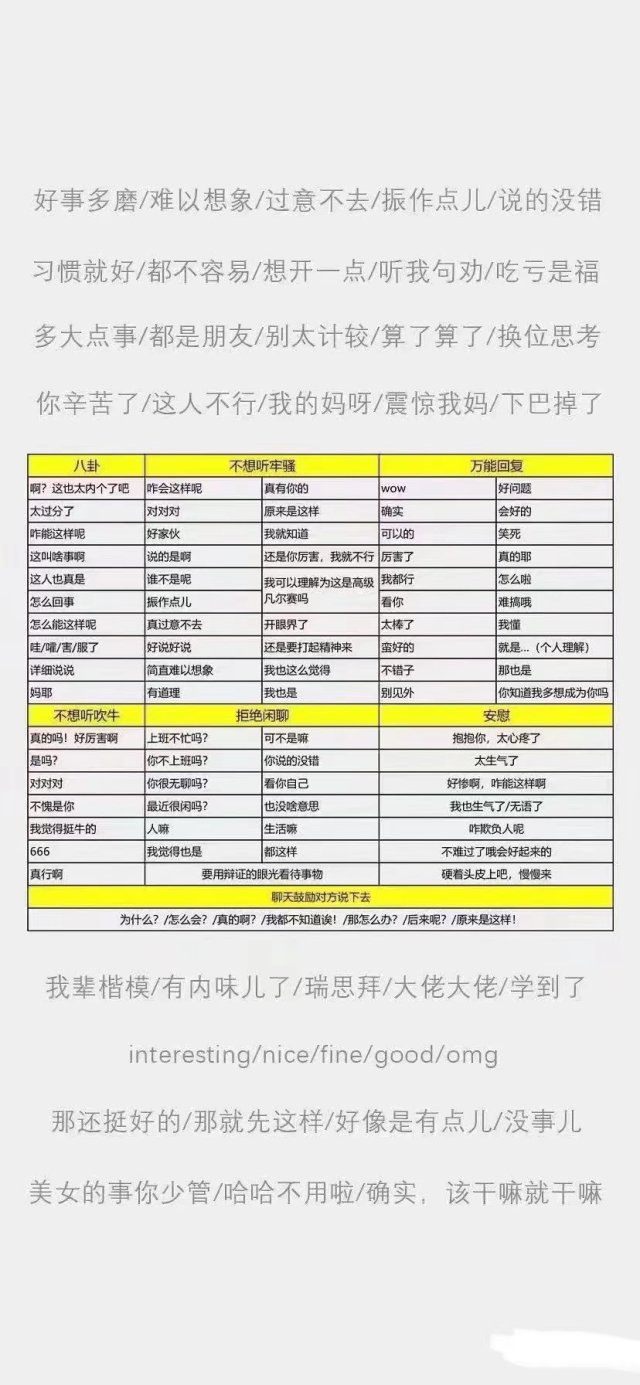 好事多磨/难以想象/过意不去/振作点儿/说的没错
习惯就好/都不容易/想开一点/听我句劝/吃亏是福
多大点事/都是朋友/别太计较/算了算了/换位思考
你辛苦了/这人不行/我的妈呀/震惊我妈/下巴掉了
八卦 不想听牢骚 万能回复
啊？这也太内个了吧 咋会这样呢 真有你的 wow 好问题
太过分了 对对对 原来是这样 确实 会好的
咋能这样呢 好家伙 我就知道 可以的 笑死
这叫啥事啊 说的是啊 还是你厉害，我就不行 厉害了 真的耶
这人也真是 谁不是呢 我可以理解为这是高级 我都行 怎么啦
怎么回事 振作点儿 凡尔赛吗 看你 难搞哦
怎么能这样呢 真过意不去 开眼界了 太棒了 我懂
哇/嚯/害/服了 好说好说 还是要打起精神来 蛮好的 就是...（个人理解）
详细说说 简直难以想象 我也这么觉得 不错子 那也是
妈耶 有道理 我也是 别见外 你知道我多想成为你吗
不想听吹牛 拒绝闲聊 安慰
真的吗！好厉害啊 上班不忙吗？ 可不是嘛 抱抱你，太心疼了
是吗？ 你不上班吗？ 你说的没错 太生气了
对对对 你很无聊吗？ 看你自己 好惨啊，咋能这样啊
不愧是你 最近很闲吗？ 也没啥意思 我也生气了/无语了
我觉得挺牛的 人嘛 生活嘛 咋欺负人呢
666 我觉得也是 都这样 不难过了哦会好起来的
真行啊 要用辩证的眼光看待事物 硬着头皮上吧，慢慢来
聊天鼓励对方说下去
为什么？/怎么会？/真的啊？/我都不知道诶！/那怎么办？/后来呢？/原来是这样！
我辈楷模/有内味儿了/瑞思拜/大佬大佬/学到了
interesting/nice/fine/good/omg
那还挺好的/那就先这样/好像是有点儿/没事儿
美女的事你少管/哈哈不用啦/确实，该干嘛就干嘛